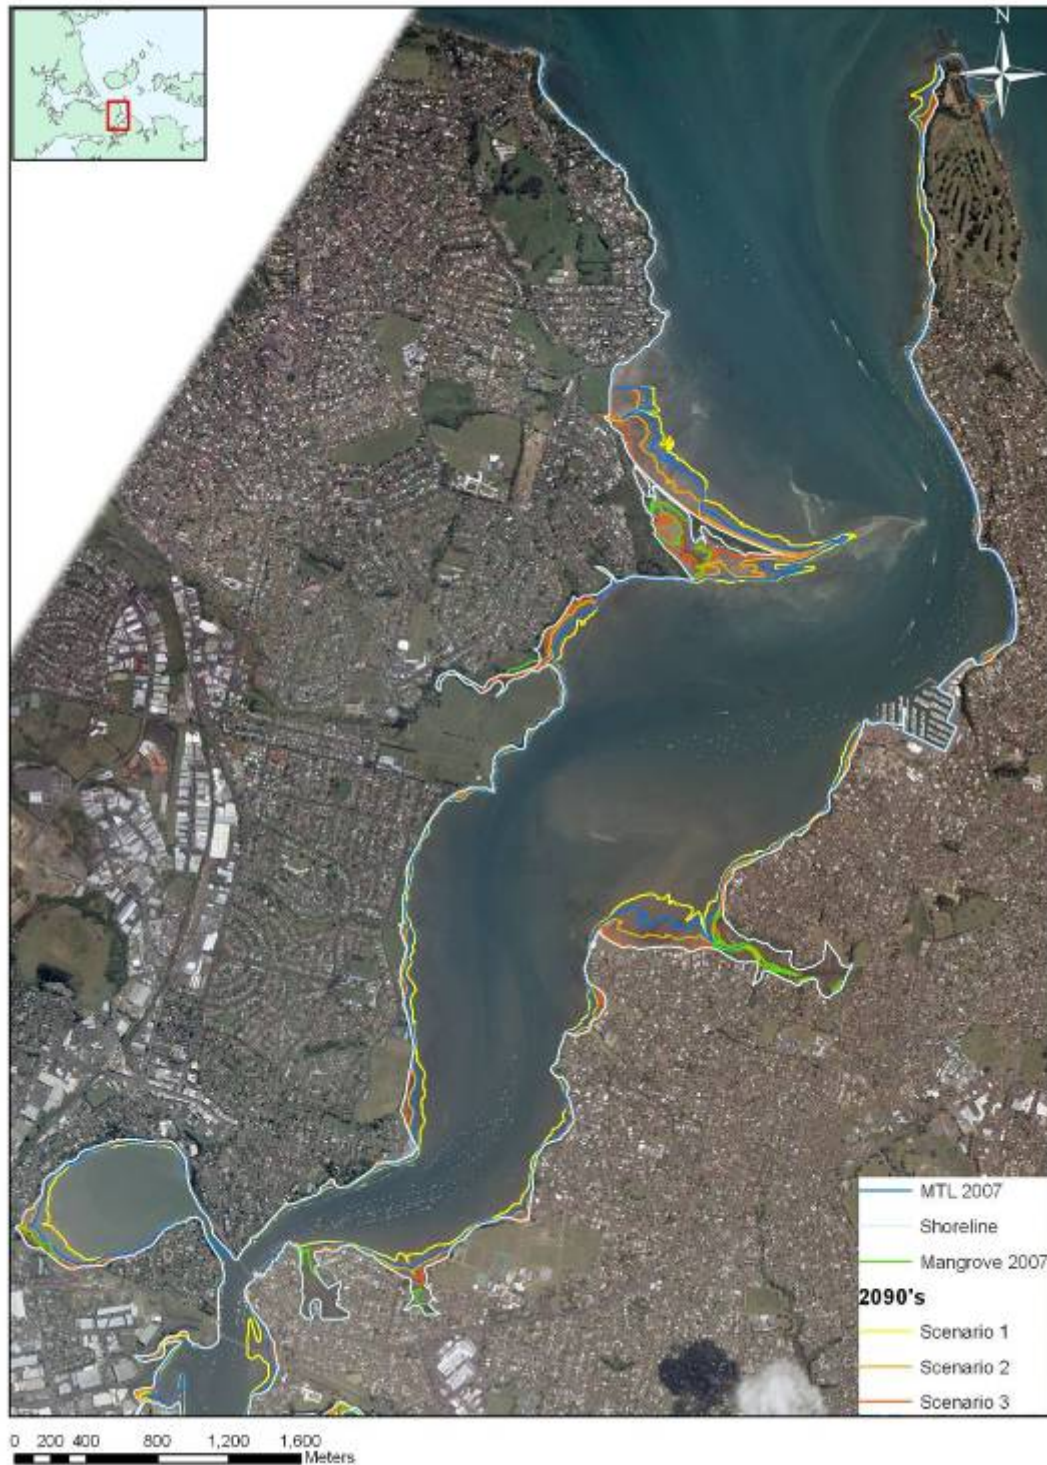 N
MTL 2007
Shoreline
Mangrove 2007
2090's
Scenario 1
Scenario 2
Scenario 3
0 200 400 800 1,200 1,600
Meters